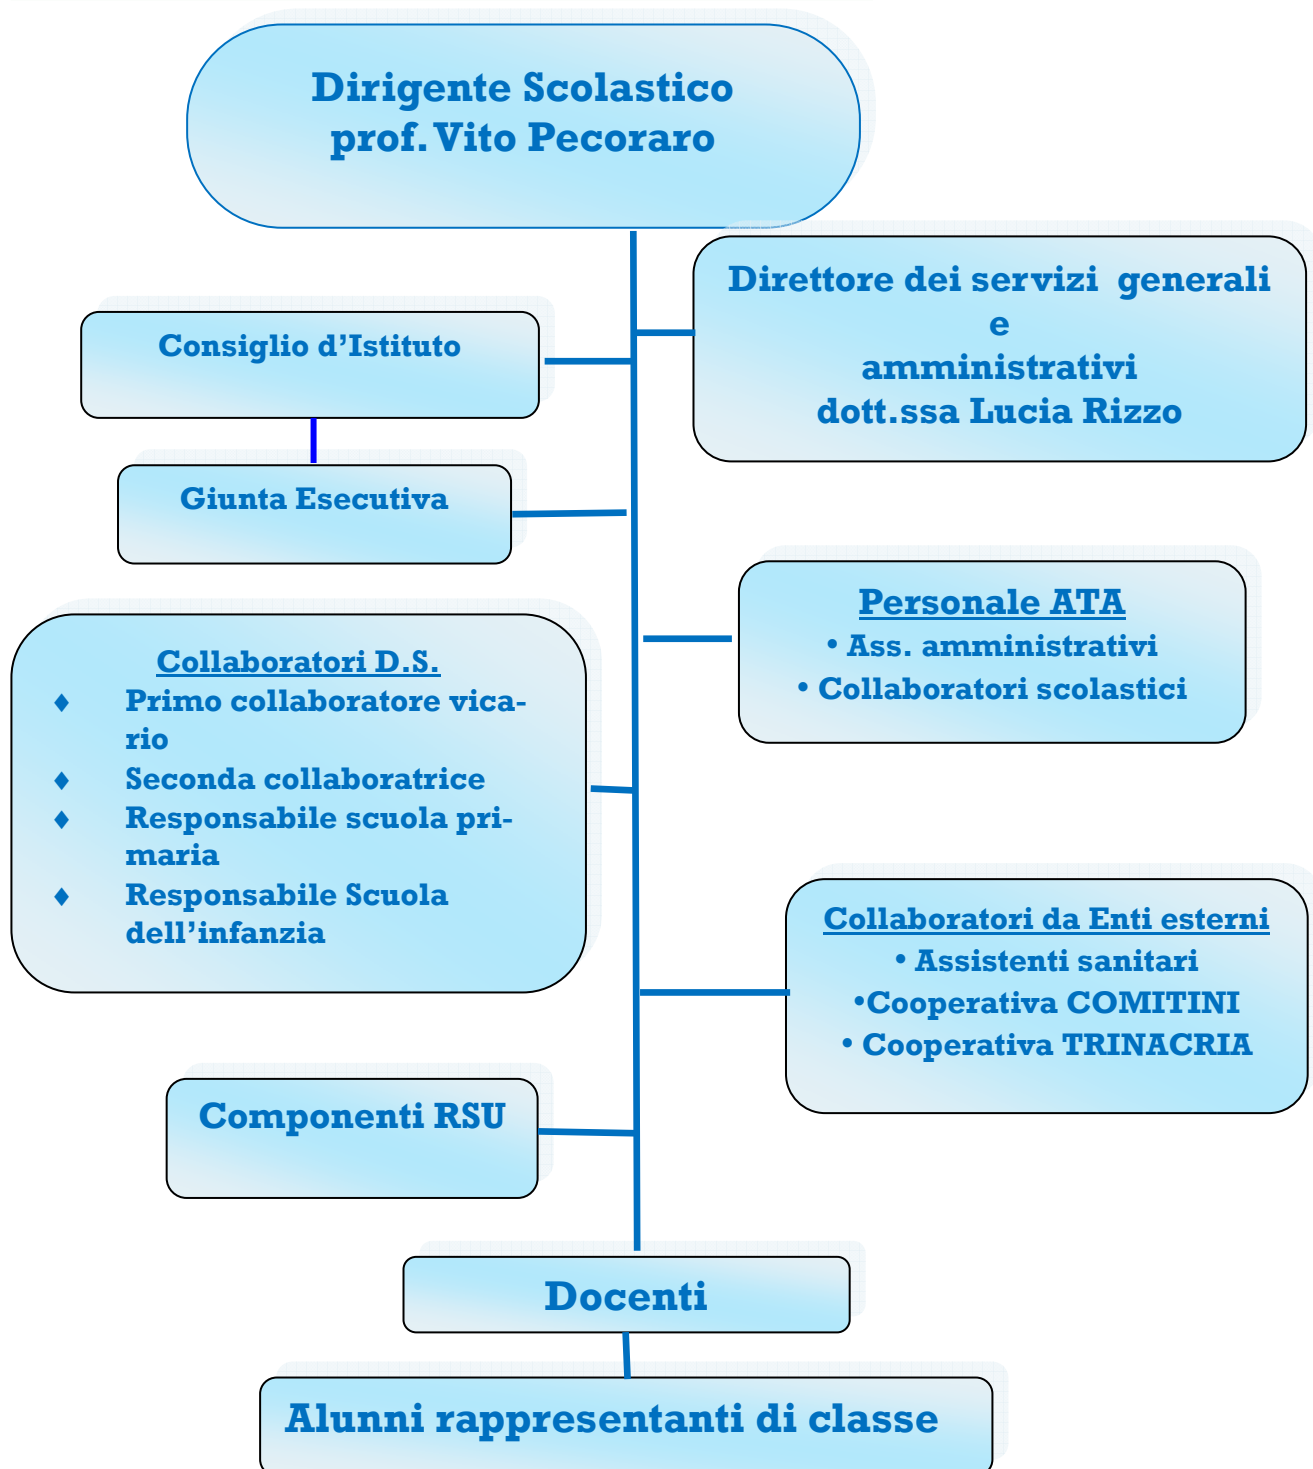 Dirigente Scolastico
prof. Vito Pecoraro
Direttore dei servizi generali
e
amministrativi
dott.ssa Lucia Rizzo
Consiglio d’Istituto
Giunta Esecutiva
Personale ATA
• Ass. amministrativi
• Collaboratori scolastici
Collaboratori D.S.
♦ Primo collaboratore vica-
rio
♦ Seconda collaboratrice
♦ Responsabile scuola pri-
maria
♦ Responsabile Scuola
dell’infanzia
Collaboratori da Enti esterni
• Assistenti sanitari
•Cooperativa COMITINI
• Cooperativa TRINACRIA
Componenti RSU
Docenti
Alunni rappresentanti di classe